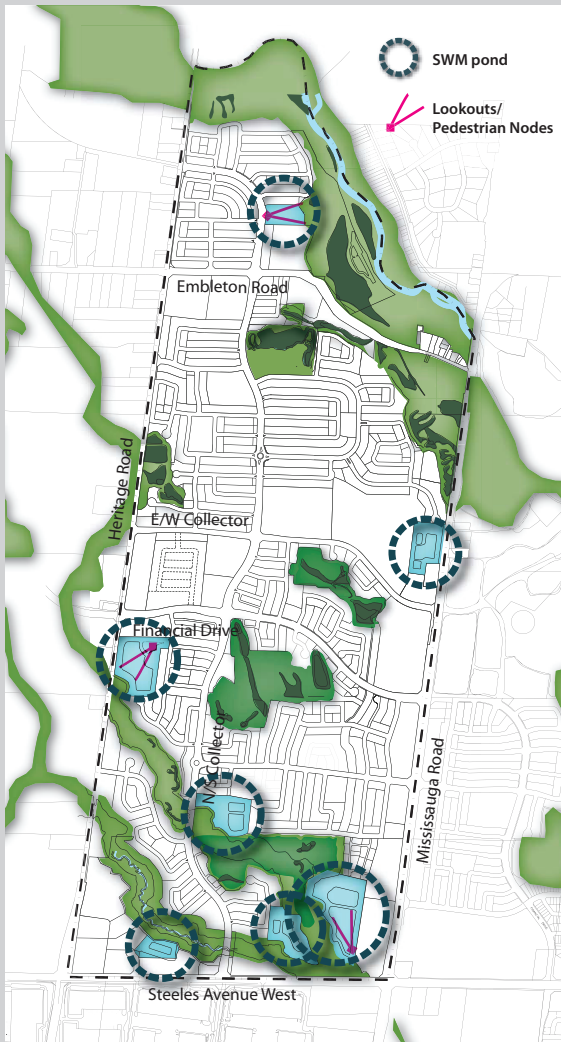 SWM pond
Lookouts/
Pedestrian Nodes
Embleton Road
Heritage Road
E/W Collector
Financial Drive
N/S Collector
Mississauga Road
Steeles Avenue West